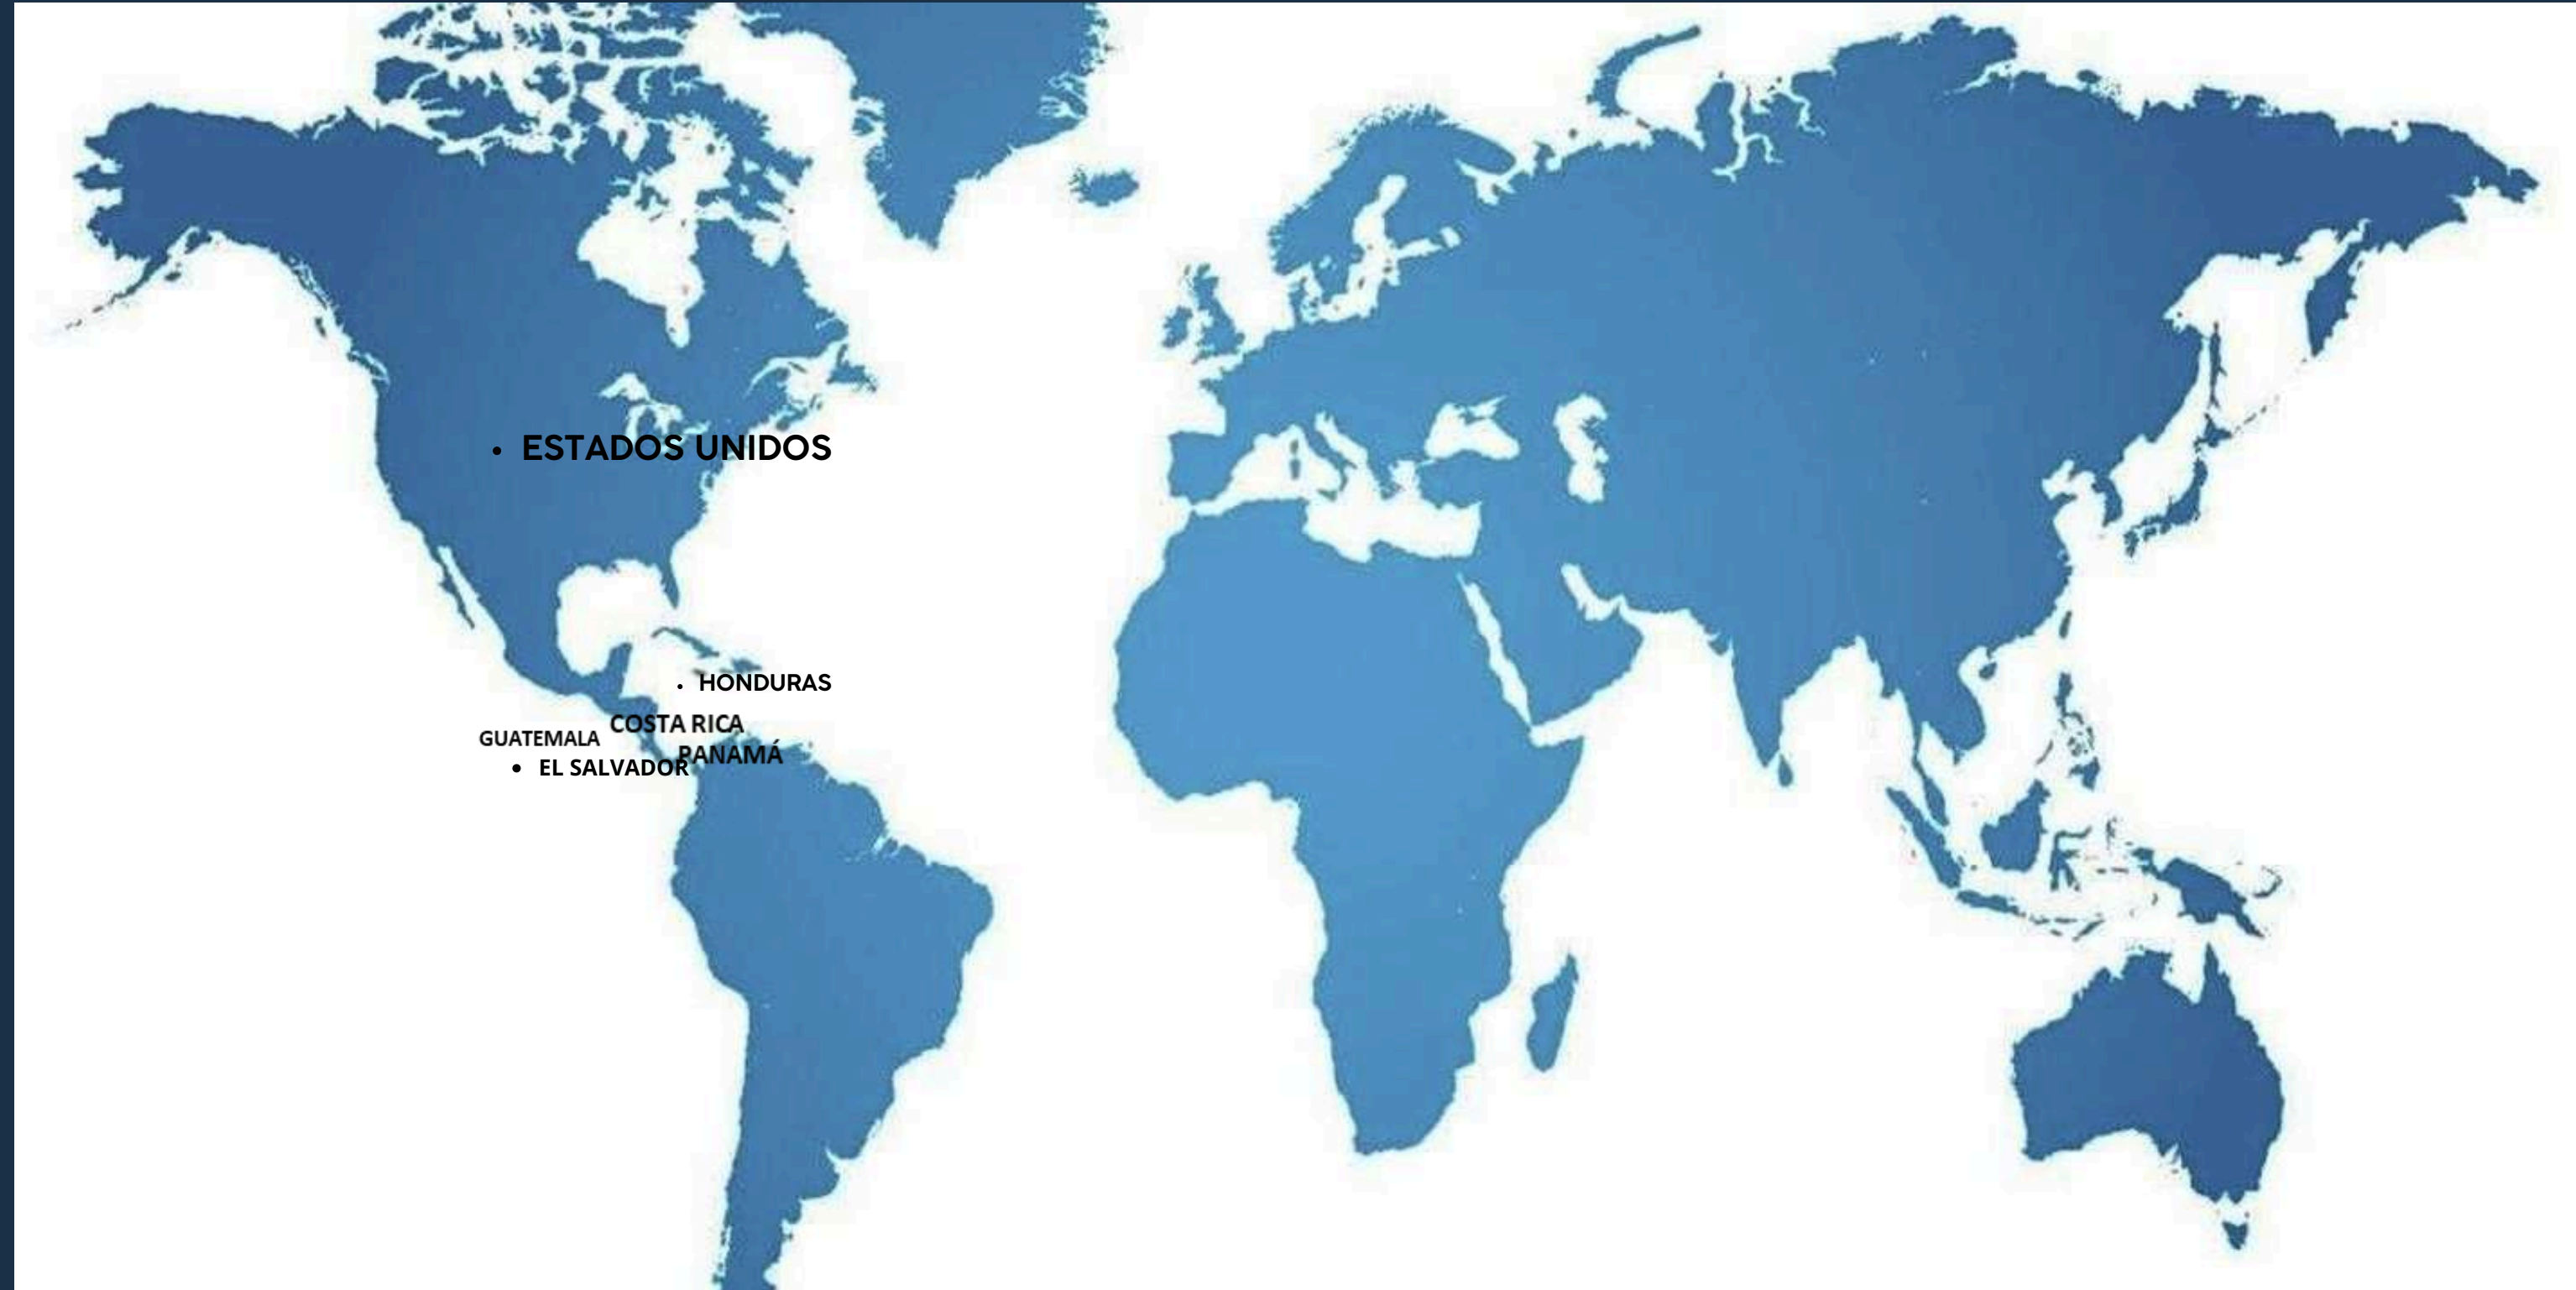 • ESTADOS UNIDOS
• HONDURAS
COSTA RICA
GUATEMALA
PANAMÁ
• EL SALVADOR